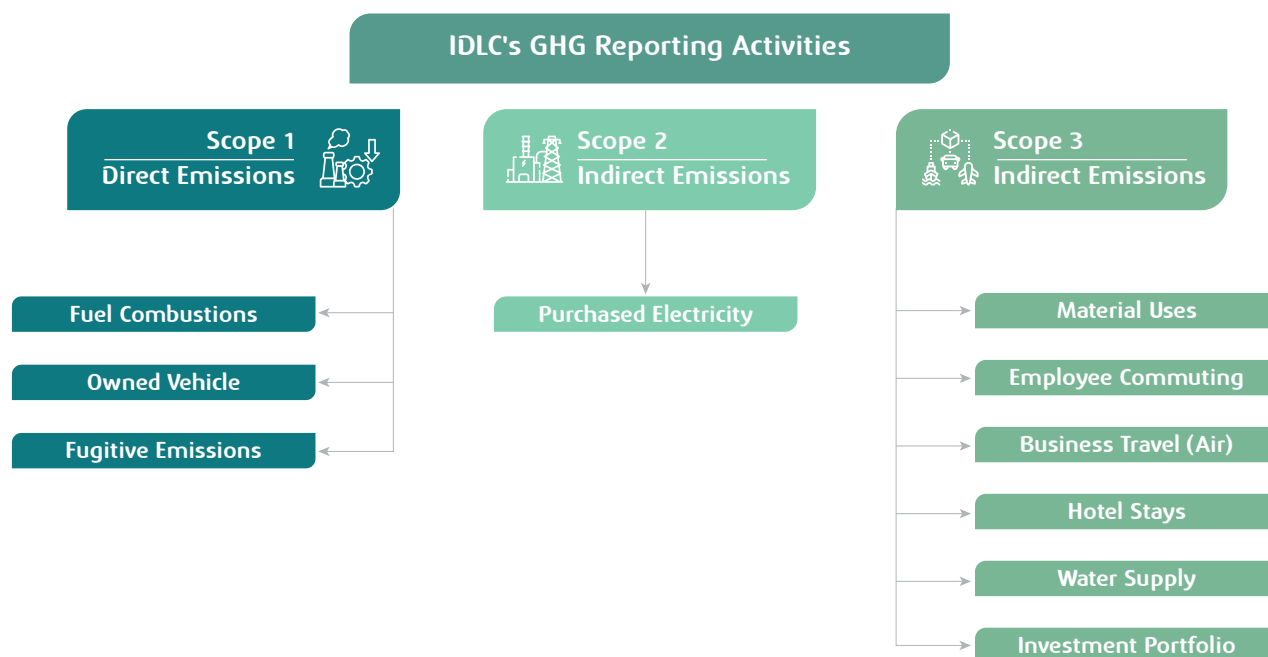 IDLC's GHG Reporting Activities
Scope 1
Direct Emissions
Fuel Combustions
Owned Vehicle
Fugitive Emissions
Scope 2
Indirect Emissions
Purchased Electricity
Scope 3
Indirect Emissions
Material Uses
Employee Commuting
Business Travel (Air)
Hotel Stays
Water Supply
Investment Portfolio